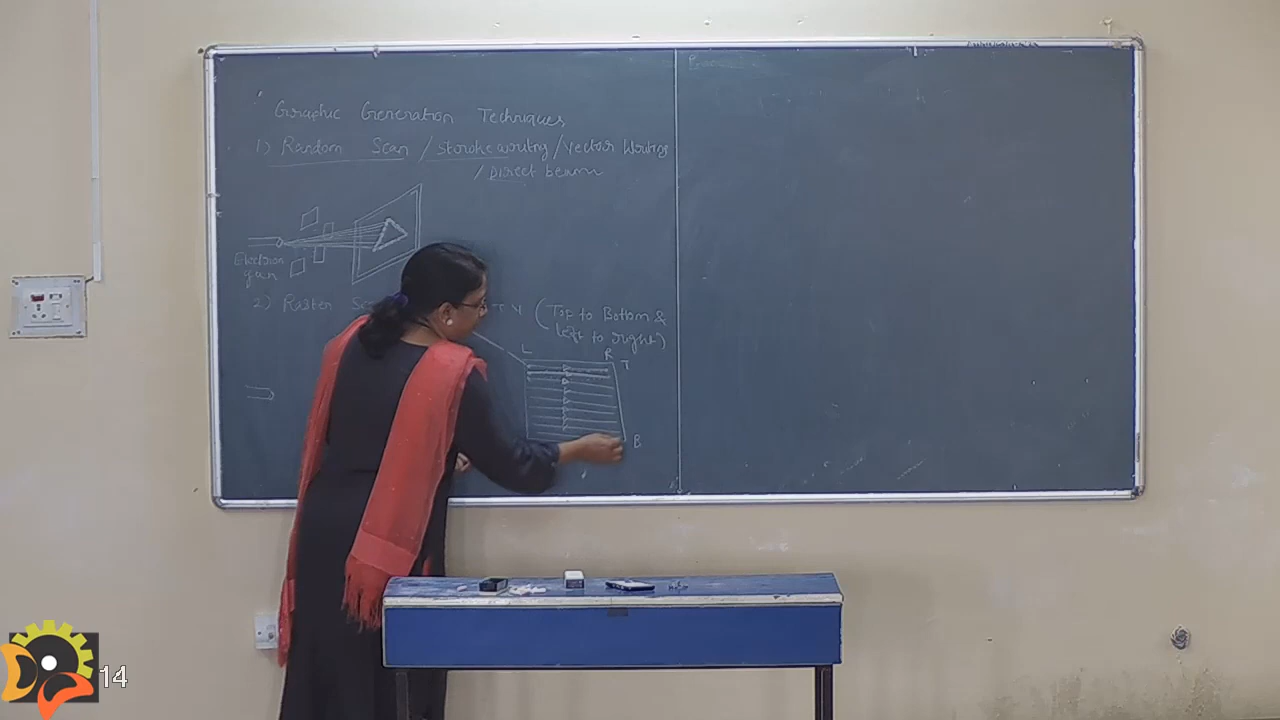 Graphic Generation Techniques
1) Random Scan / stroke writing / Vector Writing
/ Direct beam
Electron
gun
2) Raster
T V (Top to Bottom &
left to right)
L
R
T
B
14